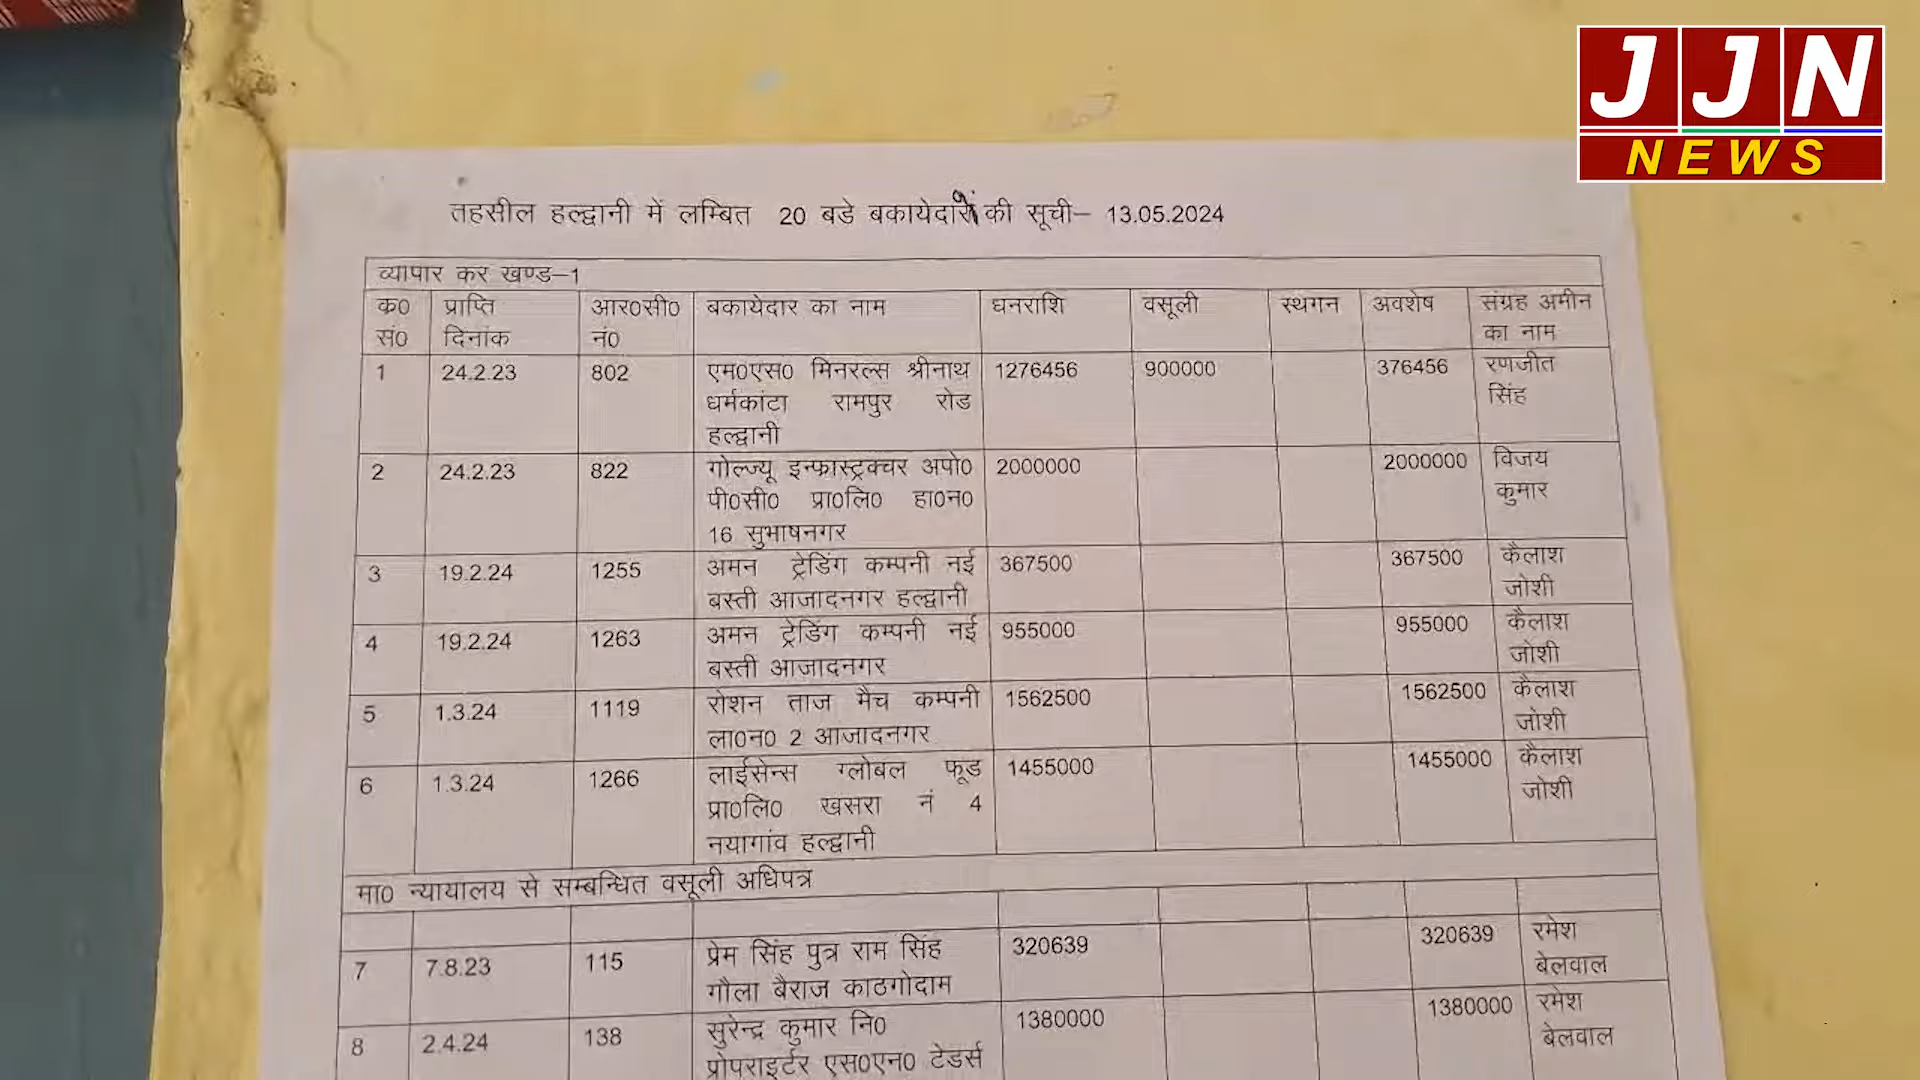 JJN
NEWS
तहसील हल्द्वानी में लम्बित 20 बडे बकायेदारों की सूची– 13.05.2024
व्यापार कर खण्ड–1
क0 सं0 प्राप्ति दिनांक आर0सी0 नं0 बकायेदार का नाम धनराशि वसूली स्थगन अवशेष संग्रह अमीन का नाम
1 24.2.23 802 एम0एस0 मिनरल्स श्रीनाथ धर्मकांटा रामपुर रोड हल्द्वानी 1276456 900000 376456 रणजीत सिंह
2 24.2.23 822 गोल्ज्यू इन्फास्ट्रक्चर अपो0 पी0सी0 प्रा0लि0 हा0न0 16 सुभाषनगर 2000000 2000000 विजय कुमार
3 19.2.24 1255 अमन ट्रेडिंग कम्पनी नई बस्ती आजादनगर हल्द्वानी 367500 367500 कैलाश जोशी
4 19.2.24 1263 अमन ट्रेडिंग कम्पनी नई बस्ती आजादनगर 955000 955000 कैलाश जोशी
5 1.3.24 1119 रोशन ताज मैच कम्पनी ला0न0 2 आजादनगर 1562500 1562500 कैलाश जोशी
6 1.3.24 1266 लाईसेन्स ग्लोबल फूड प्रा0लि0 खसरा नं 4 नयागांव हल्द्वानी 1455000 1455000 कैलाश जोशी
मा0 न्यायालय से सम्बन्धित वसूली अधिपत्र
7 7.8.23 115 प्रेम सिंह पुत्र राम सिंह गौला बैराज काठगोदाम 320639 320639 रमेश बेलवाल
8 2.4.24 138 सुरेन्द्र कुमार नि0 प्रोपराइर्टर एस0एन0 टेडर्स 1380000 1380000 रमेश बेलवाल